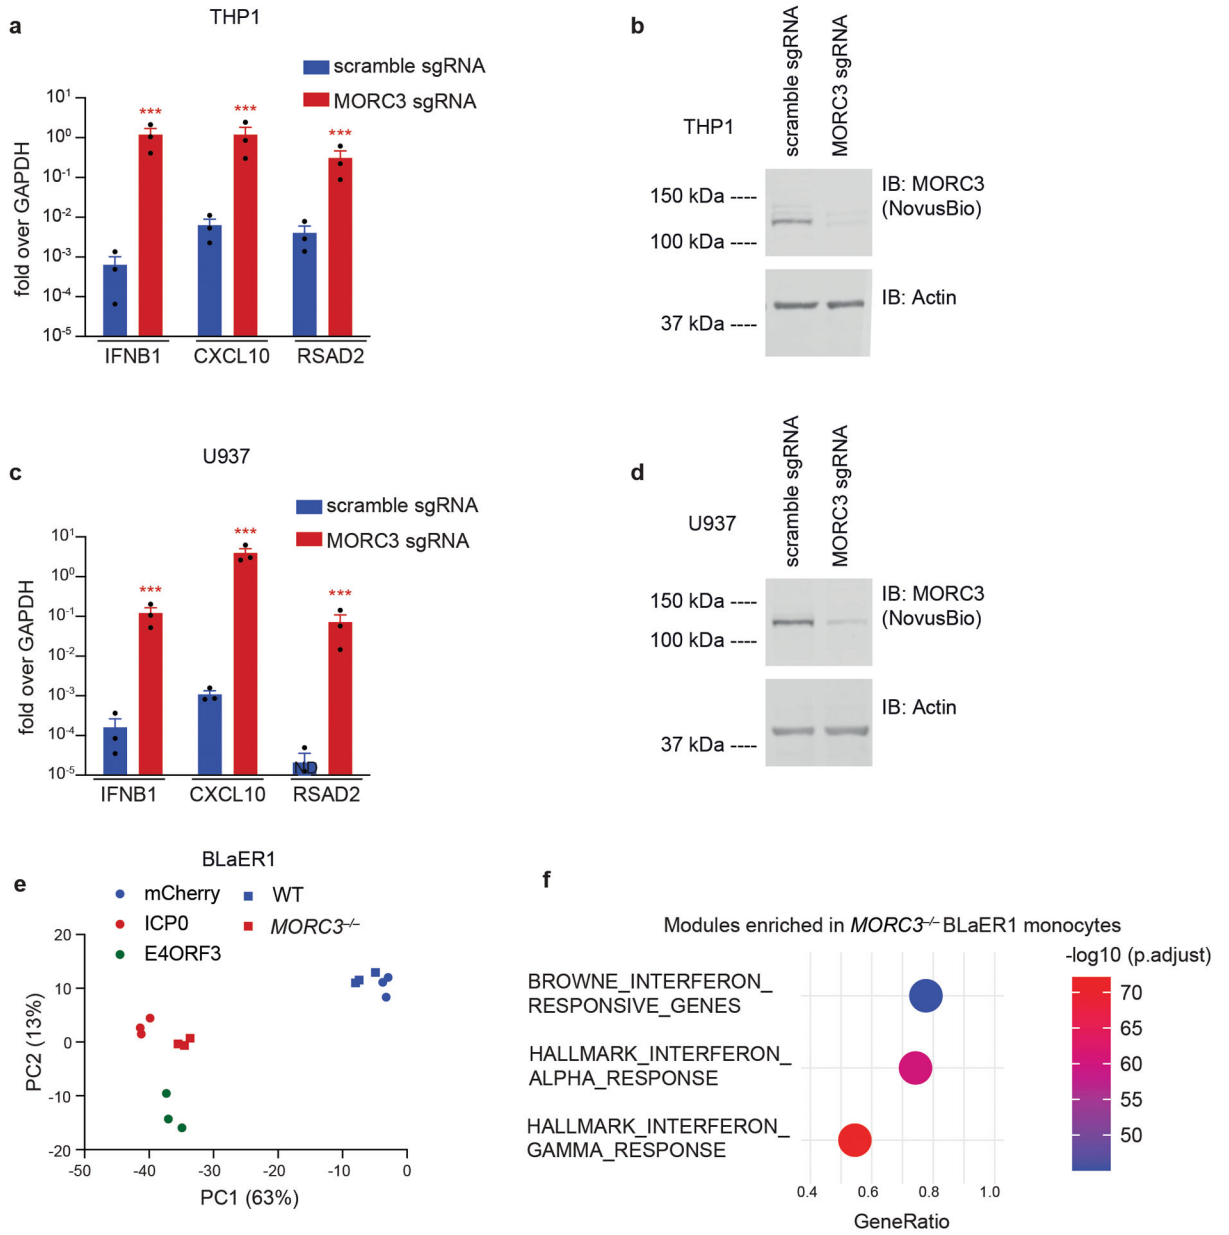 a
THP1
scramble sgRNA
MORC3 sgRNA
fold over GAPDH
10^1
10^0
10^-1
10^-2
10^-3
10^-4
10^-5
***
***
***
IFNB1 CXCL10 RSAD2
b
THP1
scramble sgRNA
MORC3 sgRNA
150 kDa ----
100 kDa ----
IB: MORC3
(NovusBio)
37 kDa ----
IB: Actin
c
U937
scramble sgRNA
MORC3 sgRNA
fold over GAPDH
10^1
10^0
10^-1
10^-2
10^-3
10^-4
10^-5
***
***
***
ND
IFNB1 CXCL10 RSAD2
d
U937
scramble sgRNA
MORC3 sgRNA
150 kDa ----
100 kDa ----
IB: MORC3
(NovusBio)
37 kDa ----
IB: Actin
e
BLaER1
mCherry
ICP0
E4ORF3
WT
MORC3–/–
PC2 (13%)
20
10
0
-10
-20
-50 -40 -30 -20 -10 0
PC1 (63%)
f
Modules enriched in MORC3–/– BLaER1 monocytes
BROWNE_INTERFERON_
RESPONSIVE_GENES
HALLMARK_INTERFERON_
ALPHA_RESPONSE
HALLMARK_INTERFERON_
GAMMA_RESPONSE
0.4 0.6 0.8 1.0
GeneRatio
-log10 (p.adjust)
70
65
60
55
50